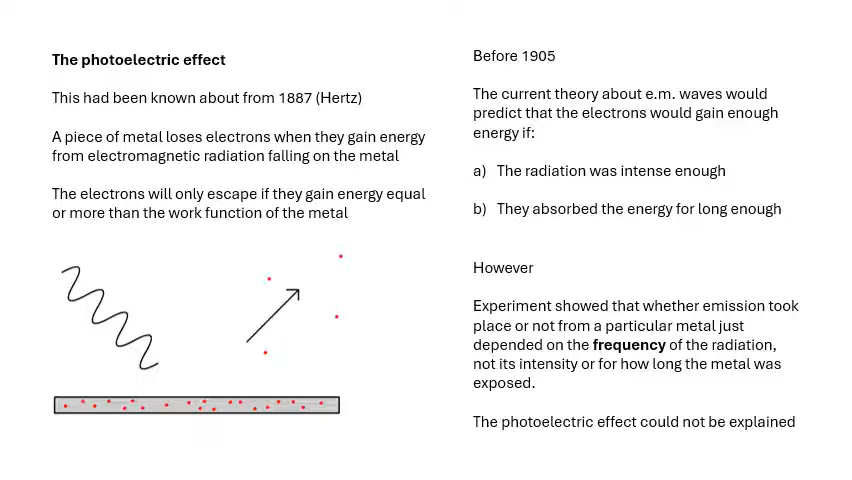 The photoelectric effect
This had been known about from 1887 (Hertz)
A piece of metal loses electrons when they gain energy
from electromagnetic radiation falling on the metal
The electrons will only escape if they gain energy equal
or more than the work function of the metal
Before 1905
The current theory about e.m. waves would
predict that the electrons would gain enough
energy if:
a) The radiation was intense enough
b) They absorbed the energy for long enough
However
Experiment showed that whether emission took
place or not from a particular metal just
depended on the frequency of the radiation,
not its intensity or for how long the metal was
exposed.
The photoelectric effect could not be explained